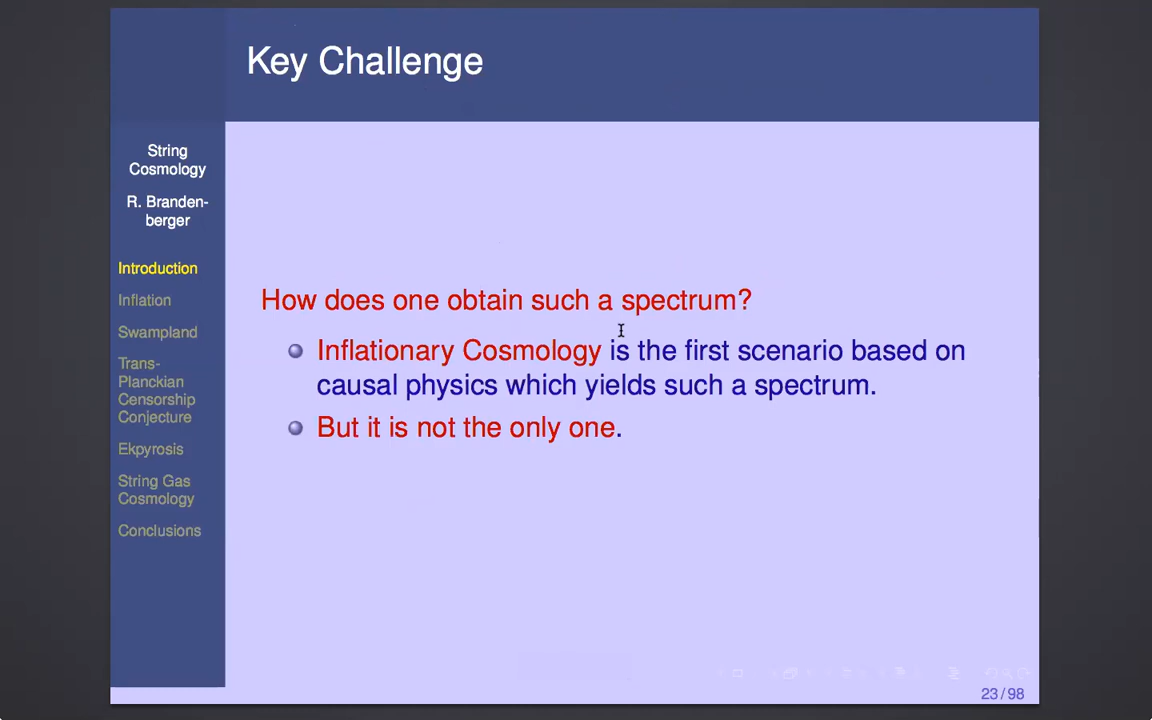 Key Challenge
String
Cosmology
R. Branden-
berger
Introduction
Inflation
Swampland
Trans-
Planckian
Censorship
Conjecture
Ekpyrosis
String Gas
Cosmology
Conclusions
How does one obtain such a spectrum?
Inflationary Cosmology is the first scenario based on
causal physics which yields such a spectrum.
But it is not the only one.
23/98